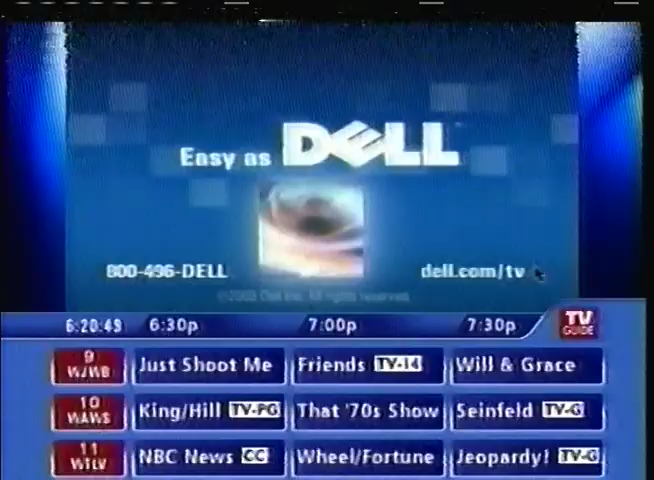 Easy as DELL
800-496-DELL
dell.com/tv
6:20:49 6:30p 7:00p 7:30p TV GUIDE
9 WJWB Just Shoot Me Friends TV-14 Will & Grace
10 WAWS King/Hill TV-PG That '70s Show Seinfeld TV-G
11 WTLV NBC News CC Wheel/Fortune Jeopardy! TV-G